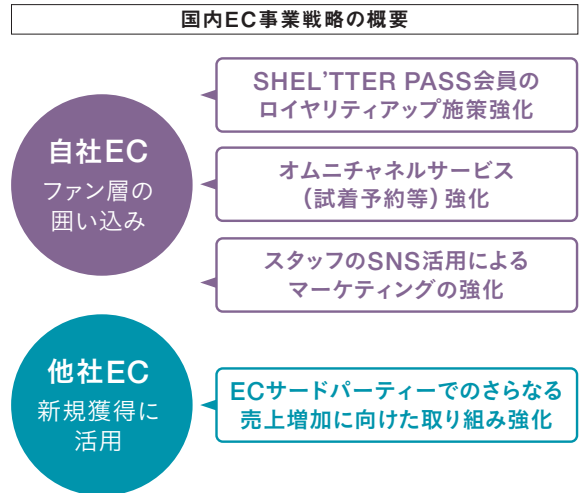 国内EC事業戦略の概要
自社EC
ファン層の
囲い込み
SHEL'TTER PASS会員の
ロイヤリティアップ施策強化
オムニチャネルサービス
(試着予約等)強化
スタッフのSNS活用による
マーケティングの強化
他社EC
新規獲得に
活用
ECサードパーティーでのさらなる
売上増加に向けた取り組み強化